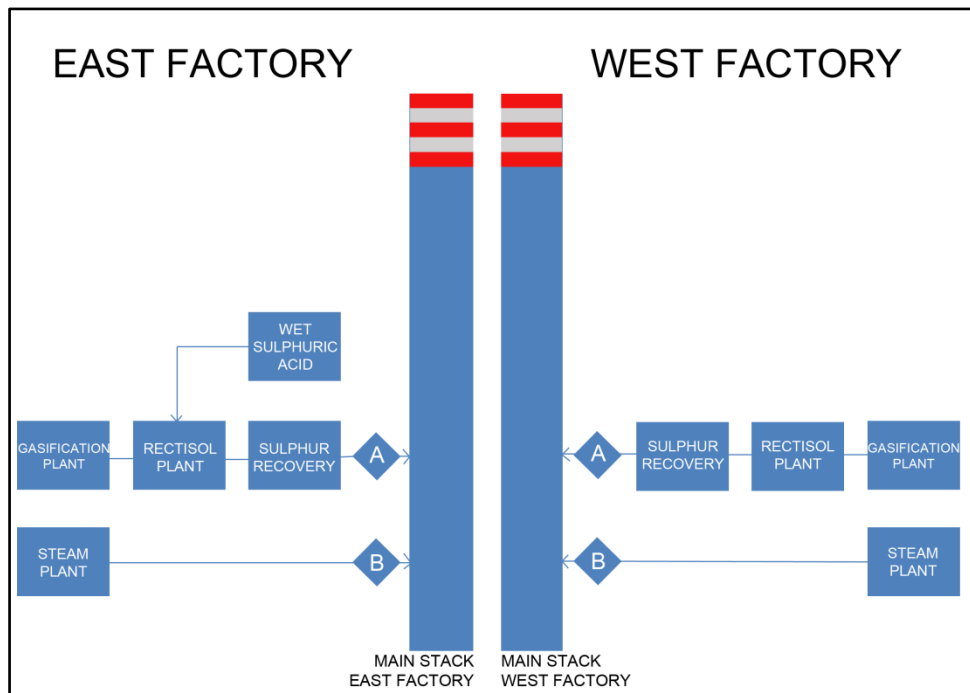 EAST FACTORY
WEST FACTORY
WET
SULPHURIC
ACID
GASIFICATION
PLANT
RECTISOL
PLANT
SULPHUR
RECOVERY
A
A
SULPHUR
RECOVERY
RECTISOL
PLANT
GASIFICATION
PLANT
STEAM
PLANT
B
B
STEAM
PLANT
MAIN STACK
EAST FACTORY
MAIN STACK
WEST FACTORY